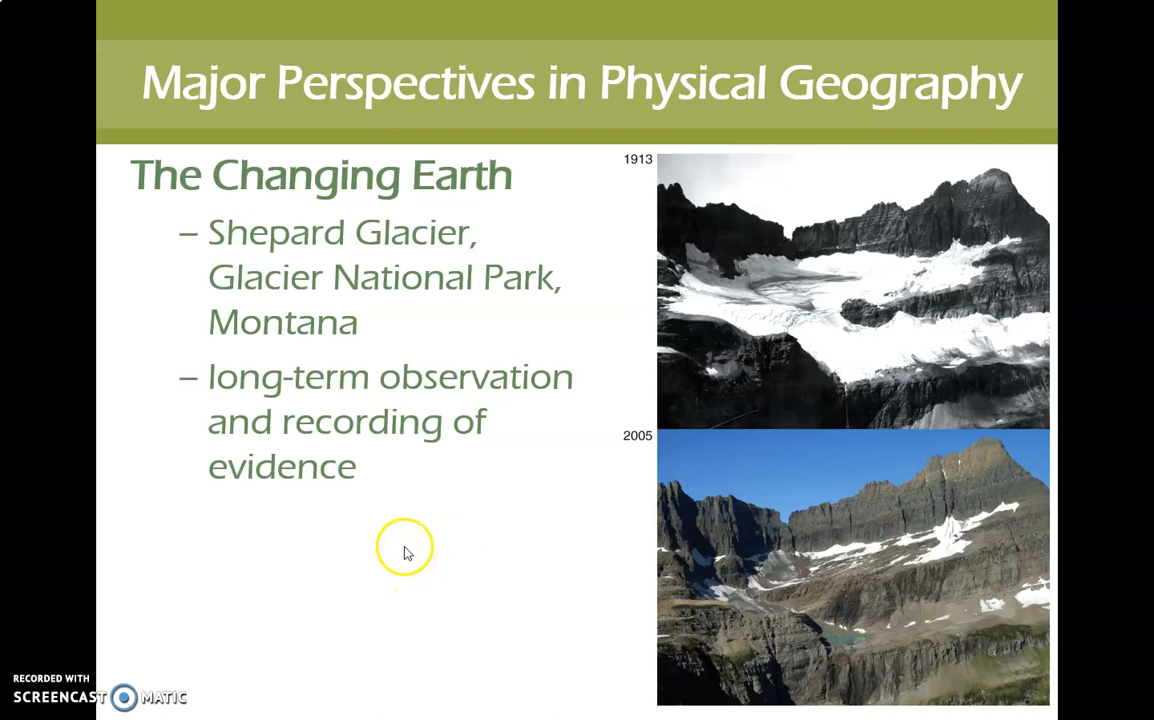 Major Perspectives in Physical Geography
The Changing Earth
– Shepard Glacier,
Glacier National Park,
Montana
– long-term observation
and recording of
evidence
1913
2005
RECORDED WITH
SCREENCAST MATIC